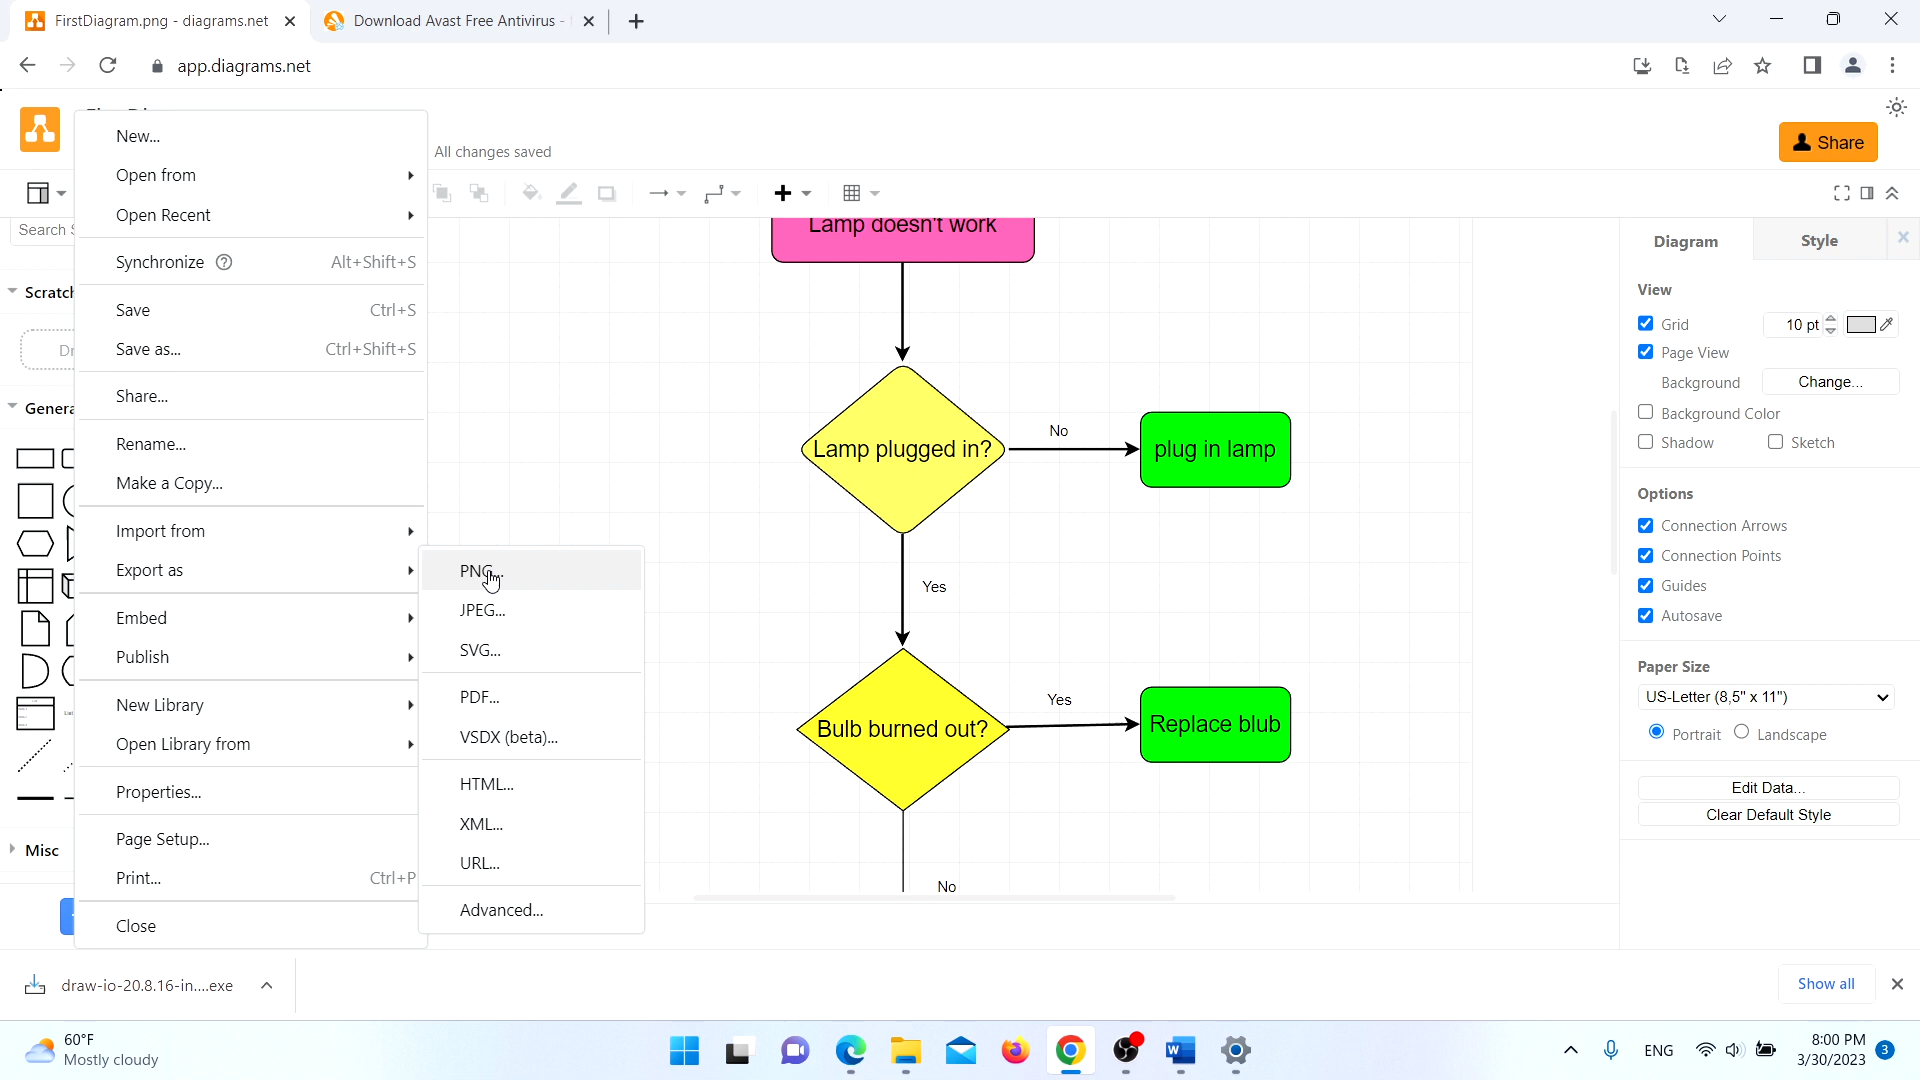 FirstDiagram.png - diagrams.net
Download Avast Free Antivirus -
app.diagrams.net
All changes saved
Share
New...
Open from
Open Recent
Synchronize Alt+Shift+S
Save Ctrl+S
Save as... Ctrl+Shift+S
Share...
Rename...
Make a Copy...
Import from
Export as
Embed
Publish
New Library
Open Library from
Properties...
Page Setup...
Print... Ctrl+P
Close
PNG...
JPEG...
SVG...
PDF...
VSDX (beta)...
HTML...
XML...
URL...
Advanced...
Search
Misc
Lamp doesn't work
Lamp plugged in?
No
plug in lamp
Yes
Bulb burned out?
Yes
Replace blub
No
Diagram Style
View
Grid 10 pt
Page View
Background Change...
Background Color
Shadow Sketch
Options
Connection Arrows
Connection Points
Guides
Autosave
Paper Size
US-Letter (8,5" x 11")
Portrait Landscape
Edit Data...
Clear Default Style
draw-io-20.8.16-in....exe
Show all
60°F
Mostly cloudy
ENG
8:00 PM
3/30/2023
3